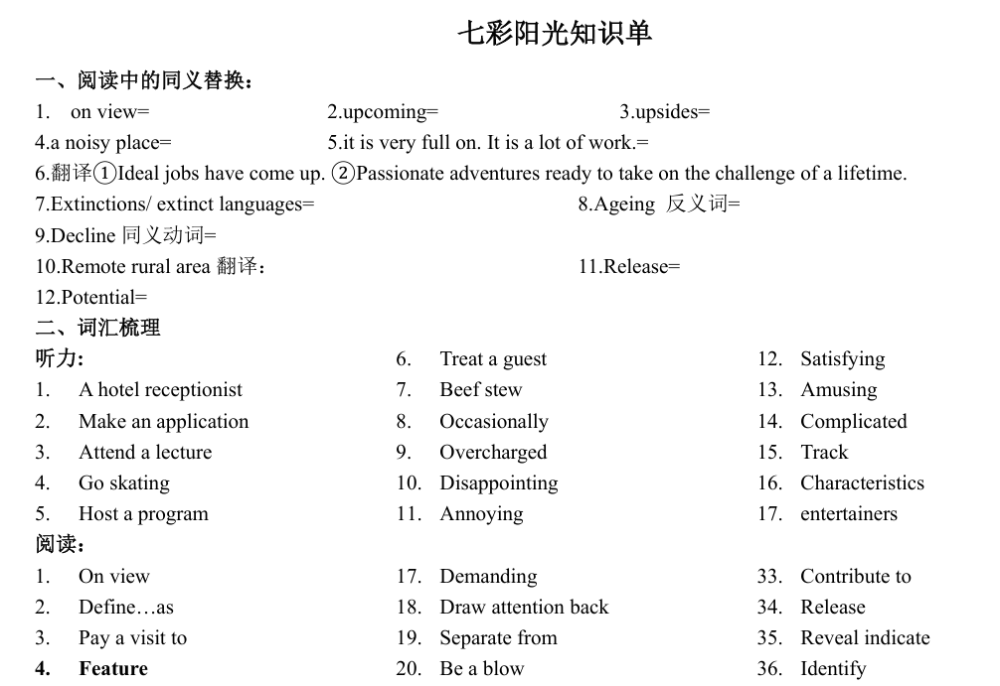 七彩阳光知识单
一、阅读中的同义替换：
1. on view= 2.upcoming= 3.upsides=
4.a noisy place= 5.it is very full on. It is a lot of work.=
6.翻译①Ideal jobs have come up. ②Passionate adventures ready to take on the challenge of a lifetime.
7.Extinctions/ extinct languages= 8.Ageing 反义词=
9.Decline 同义动词=
10.Remote rural area 翻译： 11.Release=
12.Potential=
二、词汇梳理
听力:
1. A hotel receptionist
2. Make an application
3. Attend a lecture
4. Go skating
5. Host a program
6. Treat a guest
7. Beef stew
8. Occasionally
9. Overcharged
10. Disappointing
11. Annoying
12. Satisfying
13. Amusing
14. Complicated
15. Track
16. Characteristics
17. entertainers
阅读：
1. On view
2. Define…as
3. Pay a visit to
4. Feature
17. Demanding
18. Draw attention back
19. Separate from
20. Be a blow
33. Contribute to
34. Release
35. Reveal indicate
36. Identify